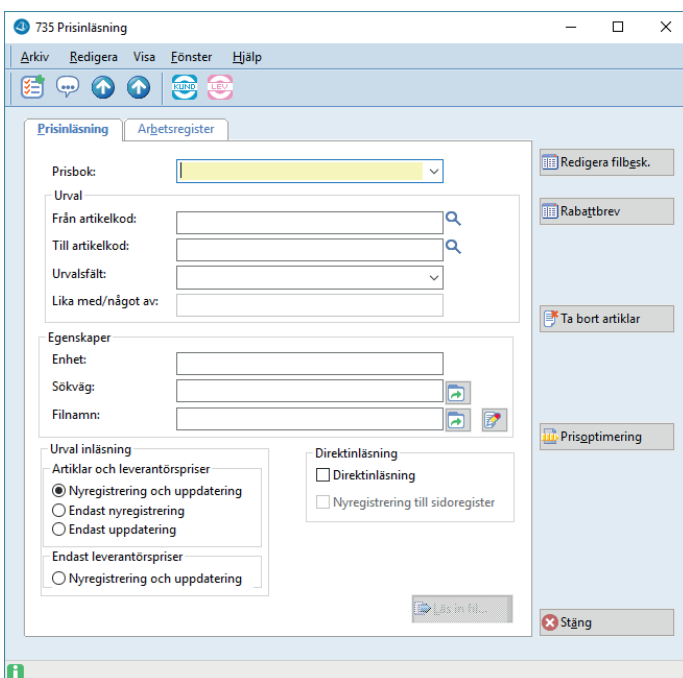 735 Prisinläsning
Arkiv Redigera Visa Fönster Hjälp
KUND LEV
Prisinläsning Arbetsregister
Prisbok:
Urval
Från artikelkod:
Till artikelkod:
Urvalsfält:
Lika med/något av:
Egenskaper
Enhet:
Sökväg:
Filnamn:
Urval inläsning
Artiklar och leverantörspriser
Nyregistrering och uppdatering
Endast nyregistrering
Endast uppdatering
Endast leverantörspriser
Nyregistrering och uppdatering
Direktinläsning
Direktinläsning
Nyregistrering till sidoregister
Läs in fil...
Redigera filbesk.
Rabattbrev
Ta bort artiklar
Prisoptimering
Stäng